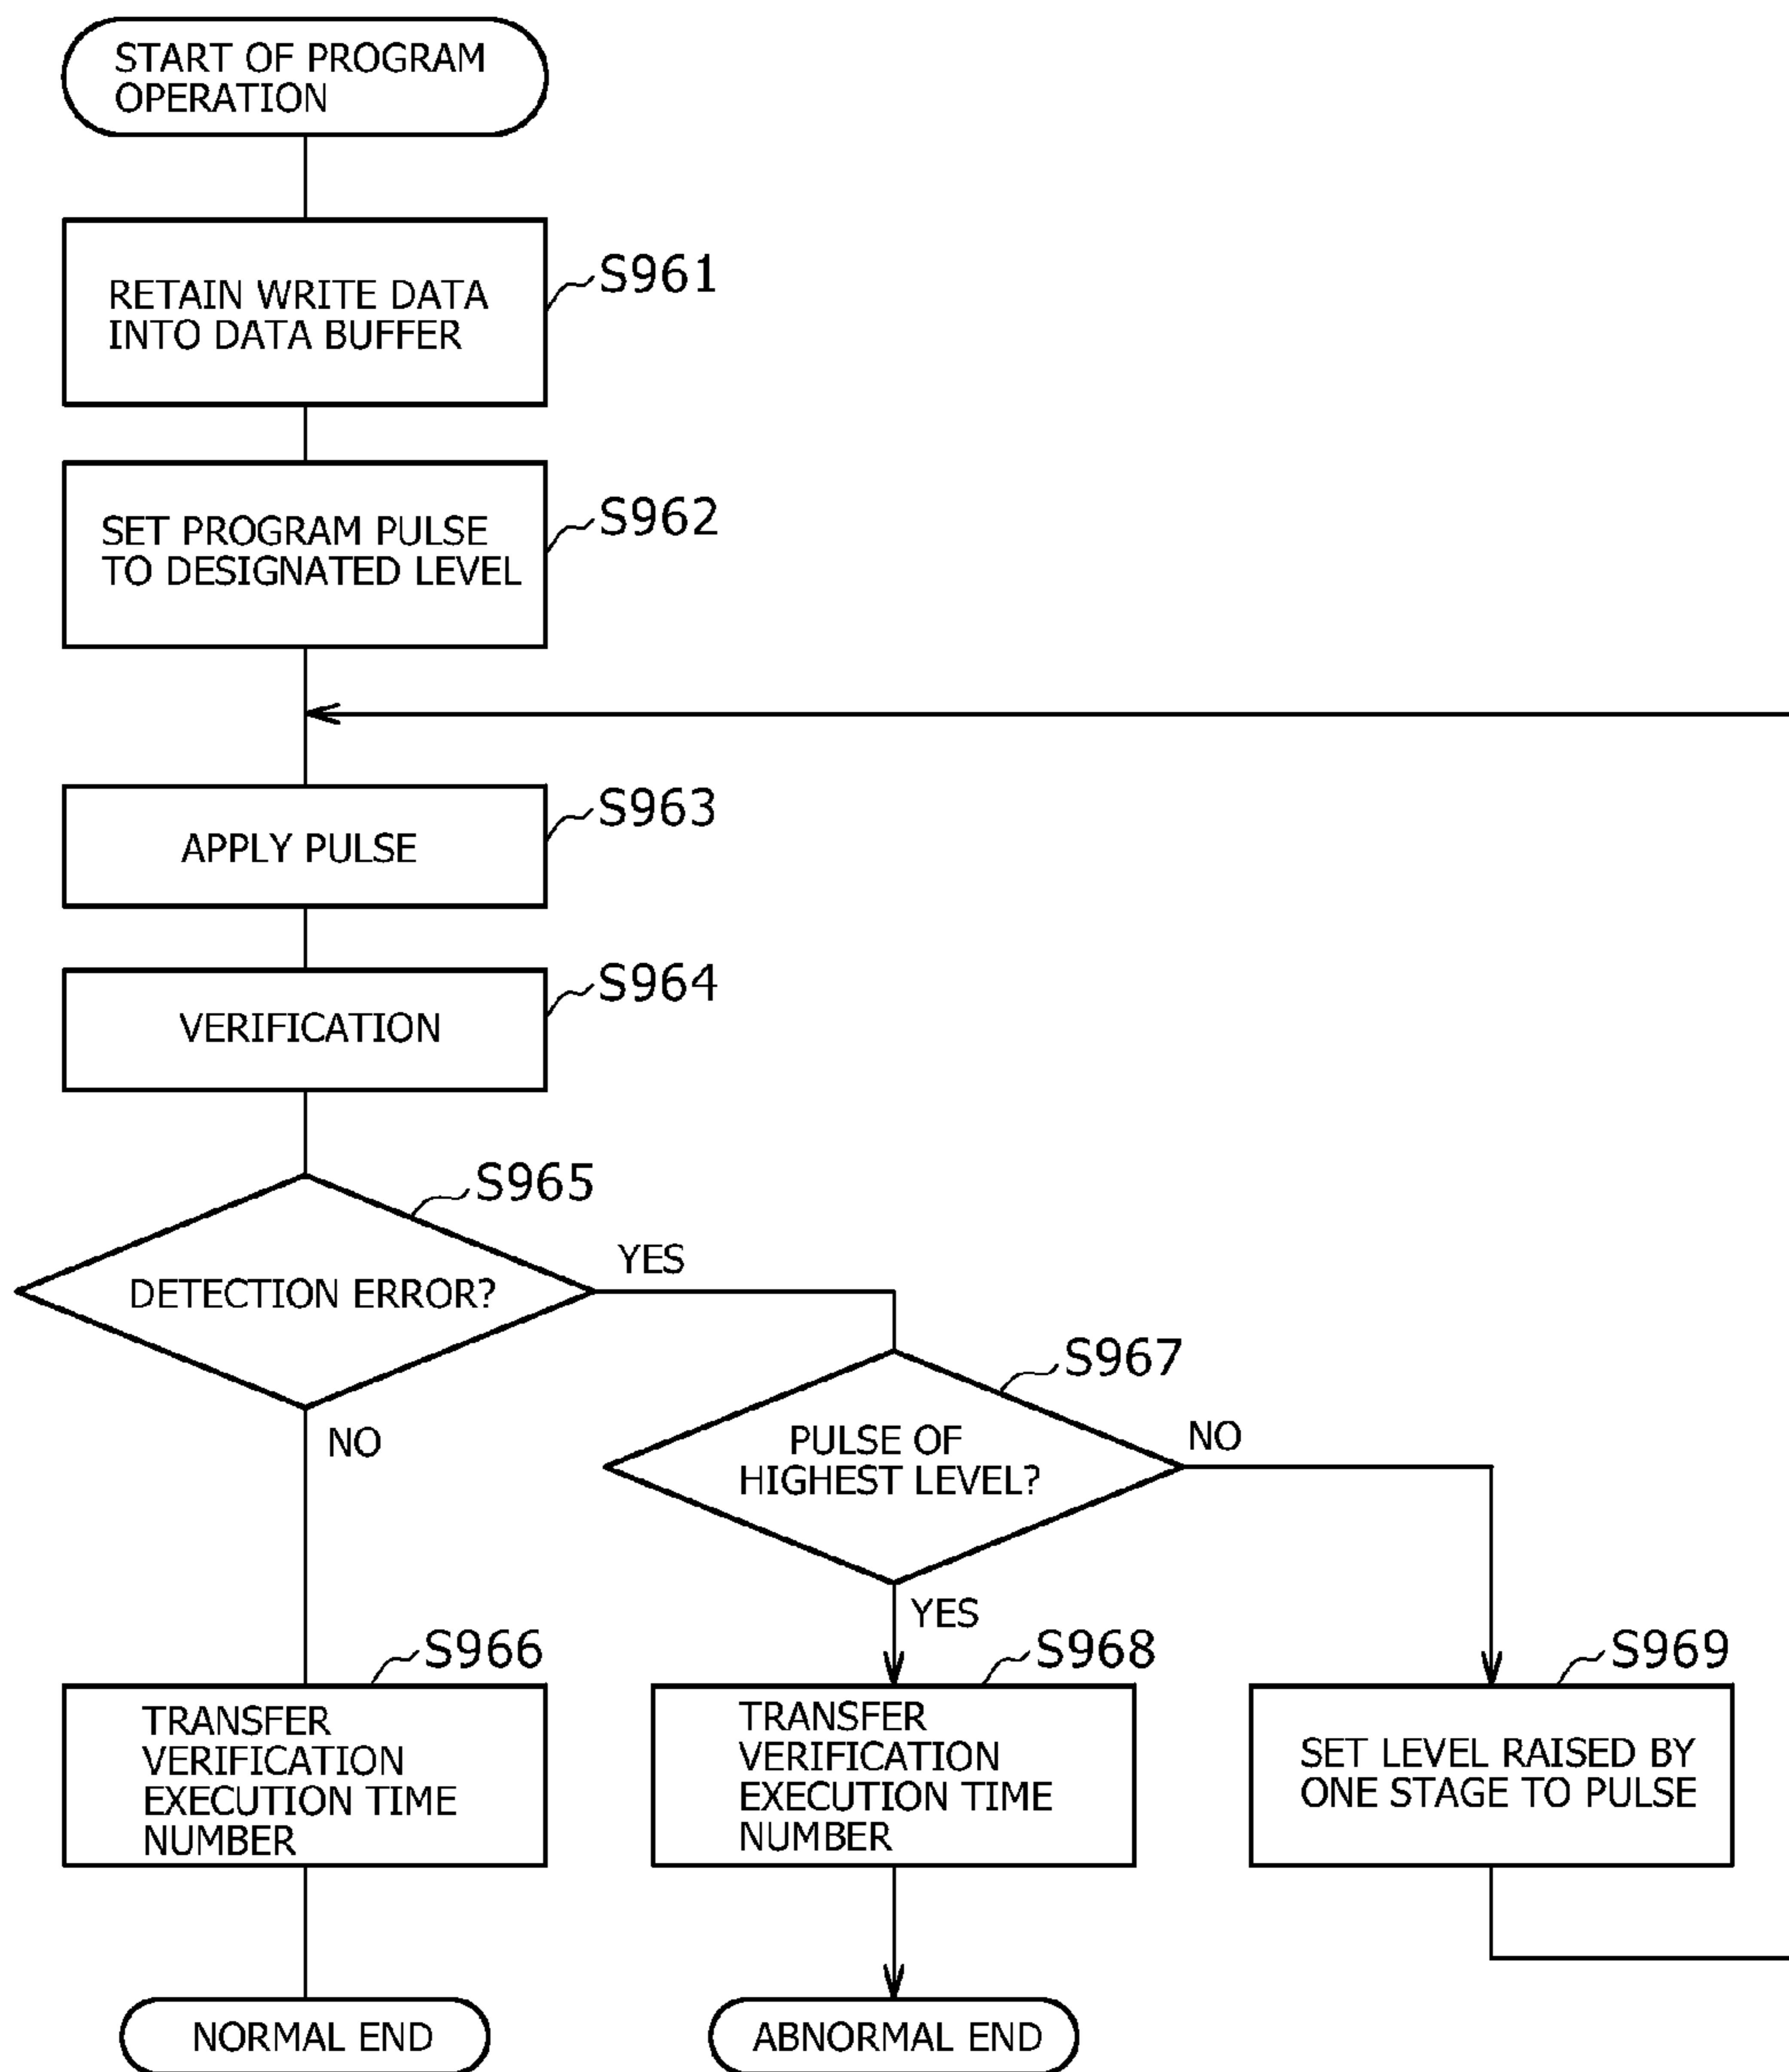 START OF PROGRAM
OPERATION
RETAIN WRITE DATA
INTO DATA BUFFER
S961
SET PROGRAM PULSE
TO DESIGNATED LEVEL
S962
APPLY PULSE
S963
VERIFICATION
S964
S965
DETECTION ERROR?
YES
NO
S967
PULSE OF
HIGHEST LEVEL?
NO
YES
S966
TRANSFER
VERIFICATION
EXECUTION TIME
NUMBER
S968
TRANSFER
VERIFICATION
EXECUTION TIME
NUMBER
S969
SET LEVEL RAISED BY
ONE STAGE TO PULSE
NORMAL END
ABNORMAL END